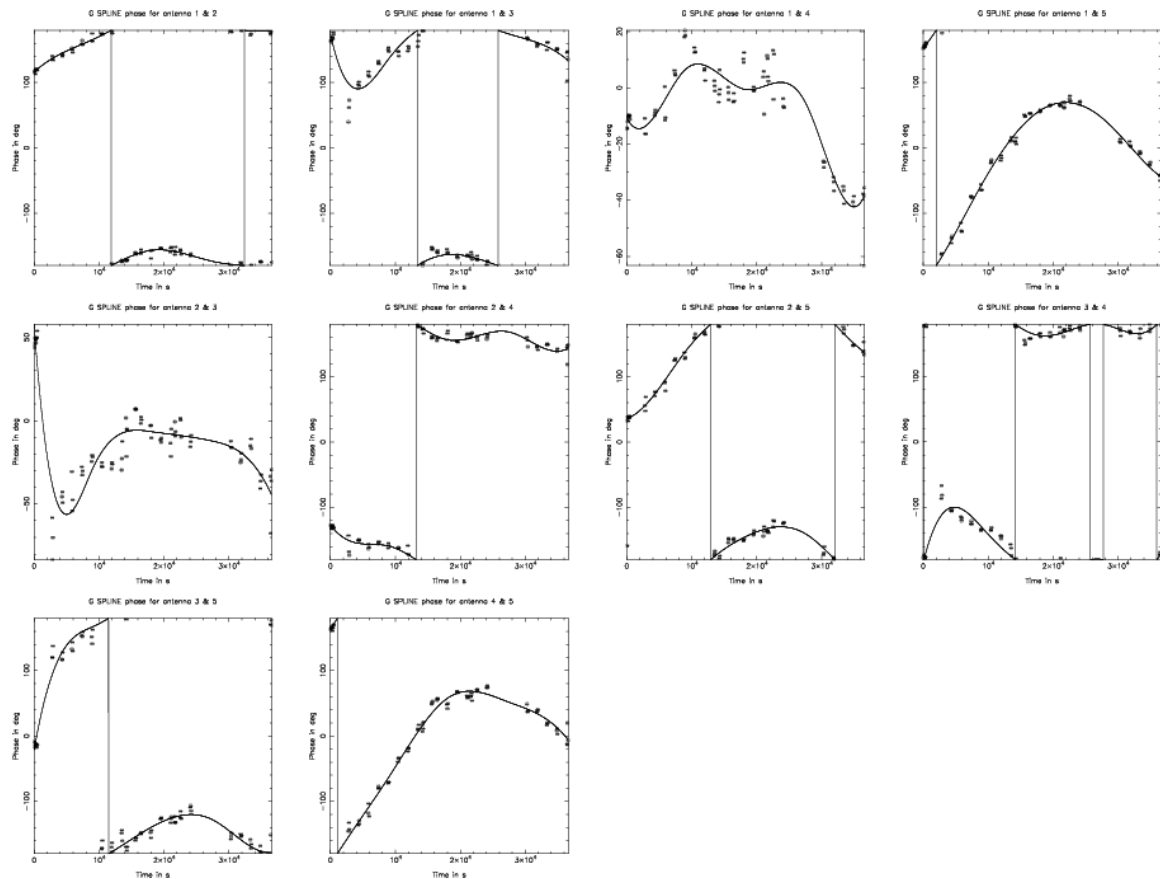 G SPLINE phase for antenna 1 & 2
G SPLINE phase for antenna 1 & 3
G SPLINE phase for antenna 1 & 4
G SPLINE phase for antenna 1 & 5
Phase in deg
100
0
−100
Phase in deg
100
0
−100
Phase in deg
20
0
−20
−40
−60
Phase in deg
100
0
−100
0 10⁴ 2×10⁴ 3×10⁴
0 10⁴ 2×10⁴ 3×10⁴
0 10⁴ 2×10⁴ 3×10⁴
0 10⁴ 2×10⁴ 3×10⁴
Time in s
Time in s
Time in s
Time in s
G SPLINE phase for antenna 2 & 3
G SPLINE phase for antenna 2 & 4
G SPLINE phase for antenna 2 & 5
G SPLINE phase for antenna 3 & 4
Phase in deg
50
0
−50
Phase in deg
100
0
−100
Phase in deg
100
0
−100
Phase in deg
100
0
−100
0 10⁴ 2×10⁴ 3×10⁴
0 10⁴ 2×10⁴ 3×10⁴
0 10⁴ 2×10⁴ 3×10⁴
0 10⁴ 2×10⁴ 3×10⁴
Time in s
Time in s
Time in s
Time in s
G SPLINE phase for antenna 3 & 5
G SPLINE phase for antenna 4 & 5
Phase in deg
100
0
−100
Phase in deg
100
0
−100
0 10⁴ 2×10⁴ 3×10⁴
0 10⁴ 2×10⁴ 3×10⁴
Time in s
Time in s